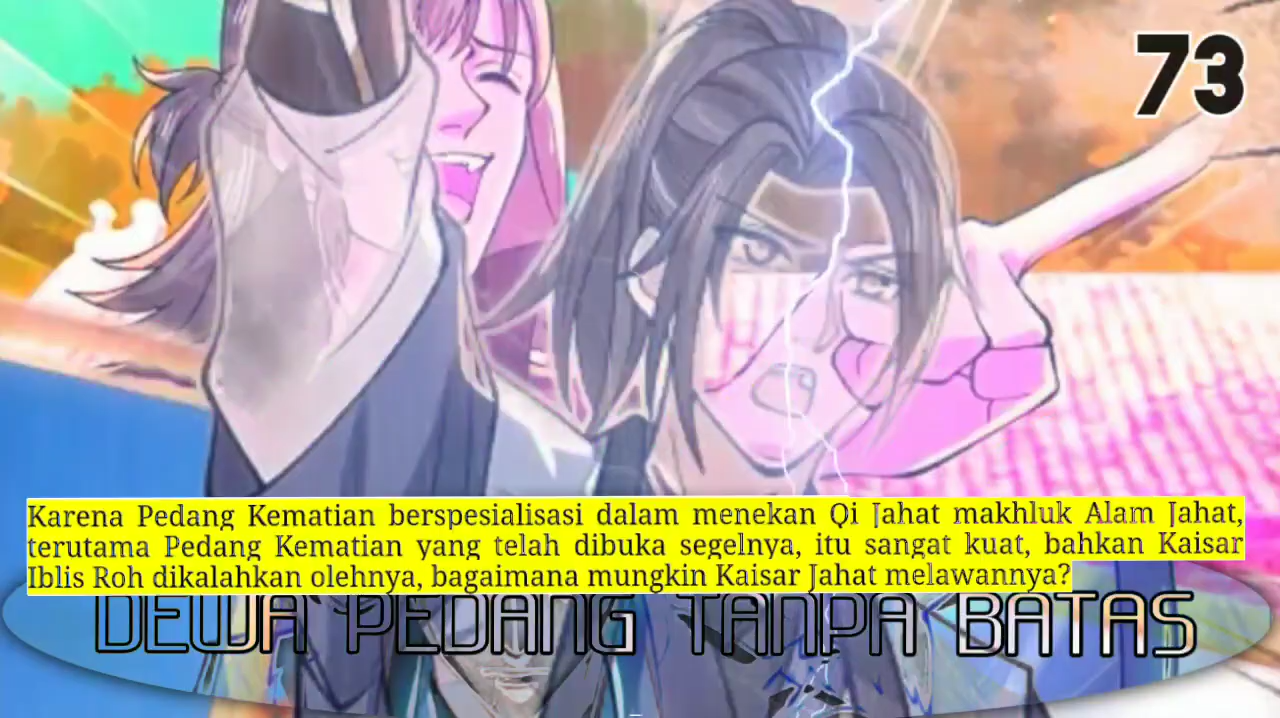 73
Karena Pedang Kematian berspesialisasi dalam menekan Qi Jahat makhluk Alam Jahat,
terutama Pedang Kematian yang telah dibuka segelnya, itu sangat kuat, bahkan Kaisar
Iblis Roh dikalahkan olehnya, bagaimana mungkin Kaisar Jahat melawannya?
DEWA PEDANG TANPA BATAS